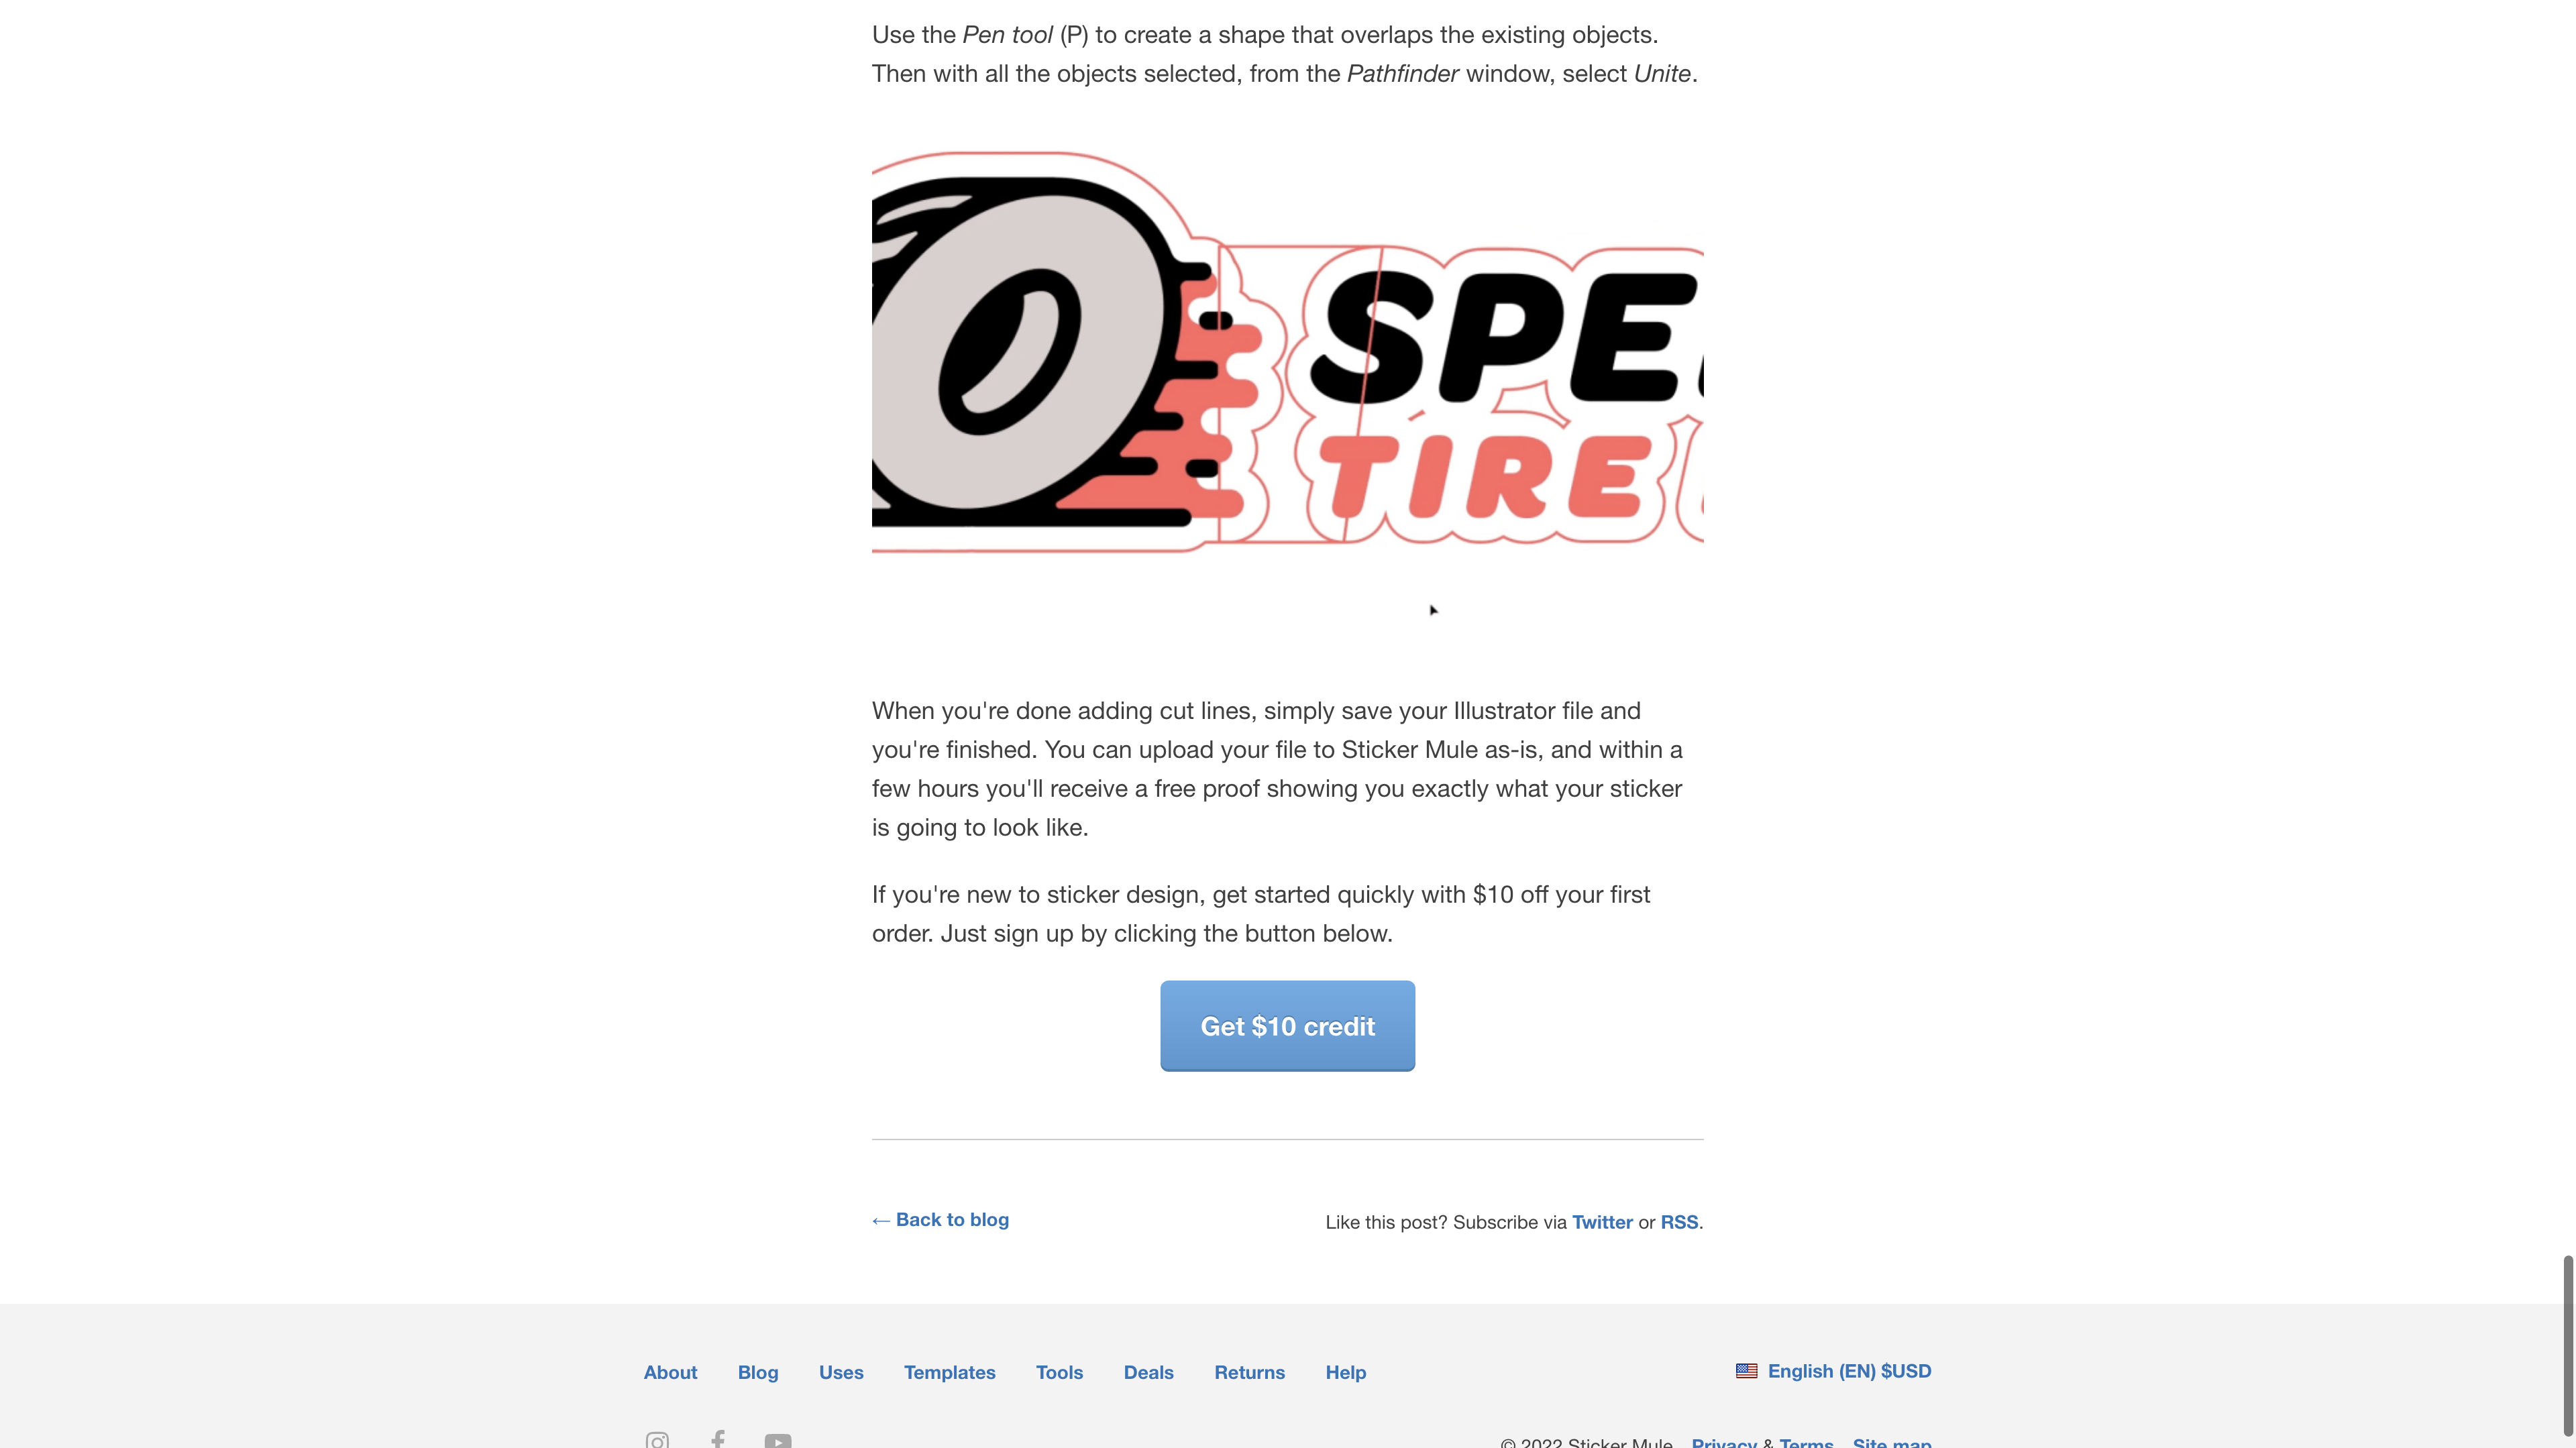 Use the Pen tool (P) to create a shape that overlaps the existing objects.
Then with all the objects selected, from the Pathfinder window, select Unite.
SPE
TIRE
When you're done adding cut lines, simply save your Illustrator file and
you're finished. You can upload your file to Sticker Mule as-is, and within a
few hours you'll receive a free proof showing you exactly what your sticker
is going to look like.
If you're new to sticker design, get started quickly with $10 off your first
order. Just sign up by clicking the button below.
Get $10 credit
← Back to blog
Like this post? Subscribe via Twitter or RSS.
About Blog Uses Templates Tools Deals Returns Help
English (EN) $USD
© 2022 Sticker Mule Privacy & Terms Site map